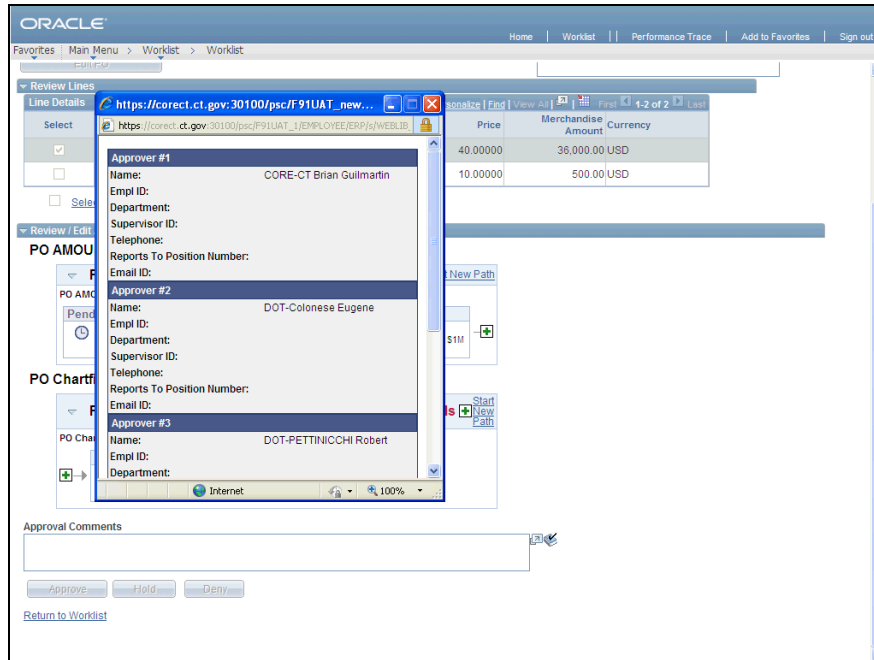 ORACLE
Home | Worklist | | Performance Trace | Add to Favorites | Sign out
Favorites Main Menu > Worklist > Worklist
Edit PO
Review Lines
Line Details
sonalize | Find | View All | First 1-2 of 2 Last
Select Price Merchandise Amount Currency
40.00000 36,000.00 USD
10.00000 500.00 USD
Sele
Review / Edit
PO AMOU
t New Path
PO AMO
Pend
$1M
PO Chartfi
ls Start New Path
PO Char
https://corect.ct.gov:30100/psc/F91UAT_new...
https://corect.ct.gov:30100/psc/F91UAT_1/EMPLOYEE/ERP/s/WEBLIB_
Approver #1
Name: CORE-CT Brian Guilmartin
Empl ID:
Department:
Supervisor ID:
Telephone:
Reports To Position Number:
Email ID:
Approver #2
Name: DOT-Colonese Eugene
Empl ID:
Department:
Supervisor ID:
Telephone:
Reports To Position Number:
Email ID:
Approver #3
Name: DOT-PETTINICCHI Robert
Empl ID:
Department:
Internet 100%
Approval Comments
Approve Hold Deny
Return to Worklist